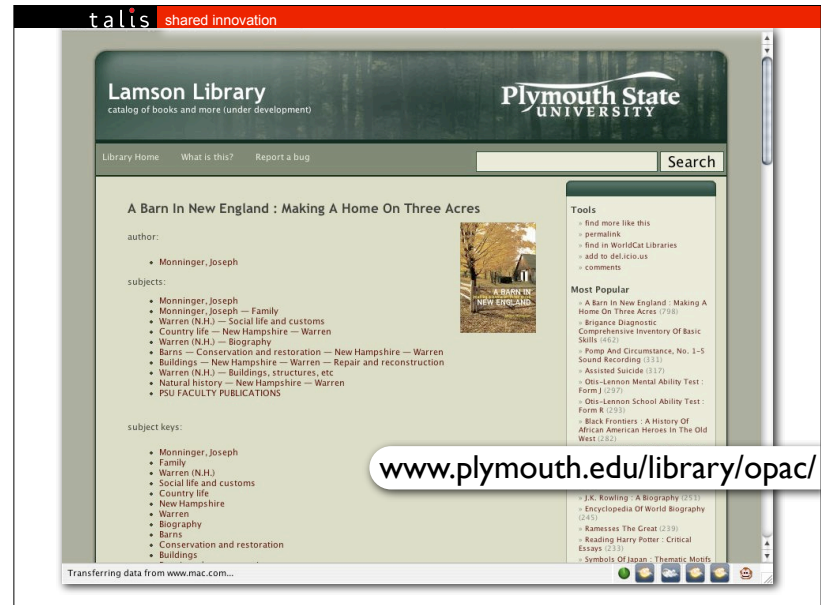 talis shared innovation
Lamson Library
catalog of books and more (under development)
Plymouth State
UNIVERSITY
Library Home What is this? Report a bug
Search
A Barn In New England : Making A Home On Three Acres
author:
• Monninger, Joseph
subjects:
• Monninger, Joseph
• Monninger, Joseph — Family
• Warren (N.H.) — Social life and customs
• Country life — New Hampshire — Warren
• Warren (N.H.) — Biography
• Barns — Conservation and restoration — New Hampshire — Warren
• Buildings — New Hampshire — Warren — Repair and reconstruction
• Warren (N.H.) — Buildings, structures, etc
• Natural history — New Hampshire — Warren
• PSU FACULTY PUBLICATIONS
subject keys:
• Monninger, Joseph
• Family
• Warren (N.H.)
• Social life and customs
• Country life
• New Hampshire
• Warren
• Biography
• Barns
• Conservation and restoration
• Buildings
A BARN IN
NEW ENGLAND
Tools
» find more like this
» permalink
» find in WorldCat Libraries
» add to del.icio.us
» comments
Most Popular
» A Barn In New England : Making A
Home On Three Acres (798)
» Brigance Diagnostic
Comprehensive Inventory Of Basic
Skills (462)
» Pomp And Circumstance, No. 1-5
Sound Recording (331)
» Assisted Suicide (317)
» Otis-Lennon Mental Ability Test :
Form J (297)
» Otis-Lennon School Ability Test :
Form R (293)
» Black Frontiers : A History Of
African American Heroes In The Old
West (282)
www.plymouth.edu/library/opac/
» J.K. Rowling : A Biography (251)
» Encyclopedia Of World Biography
(245)
» Ramesses The Great (239)
» Reading Harry Potter : Critical
Essays (233)
» Symbols Of Japan : Thematic Motifs
Transferring data from www.mac.com...